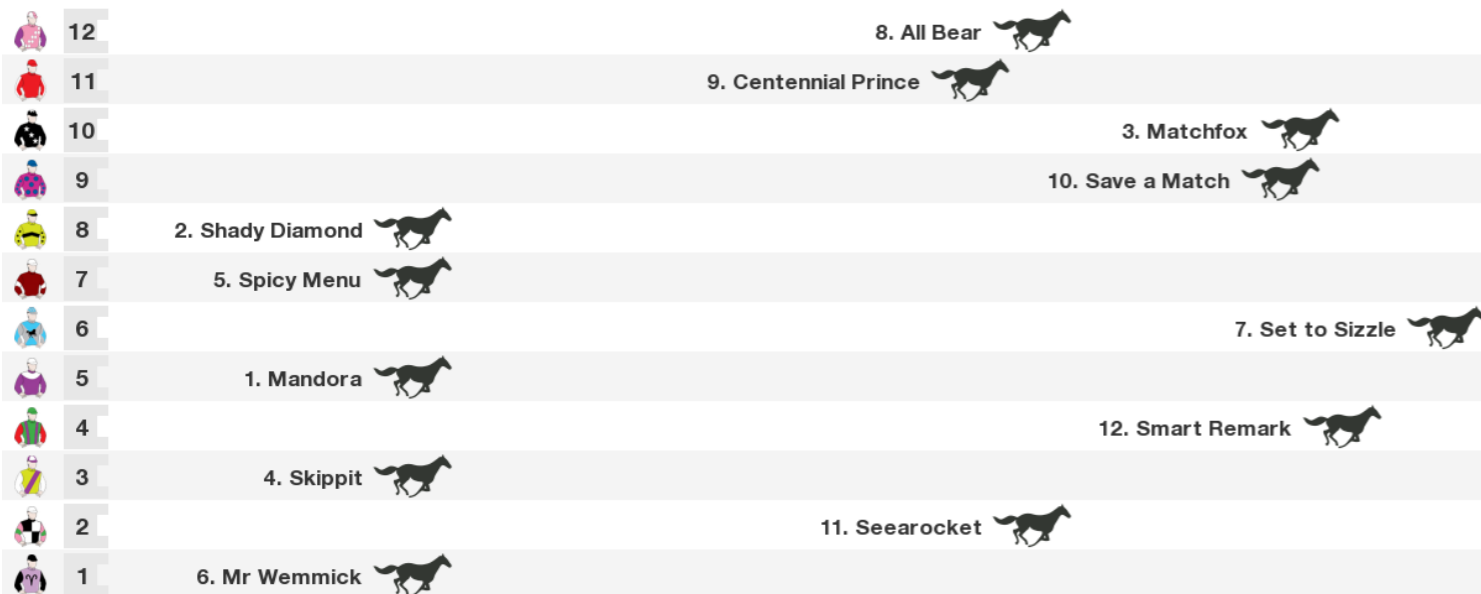 12 8. All Bear
11 9. Centennial Prince
10 3. Matchfox
9 10. Save a Match
8 2. Shady Diamond
7 5. Spicy Menu
6 7. Set to Sizzle
5 1. Mandora
4 12. Smart Remark
3 4. Skippit
2 11. Seearocket
1 6. Mr Wemmick